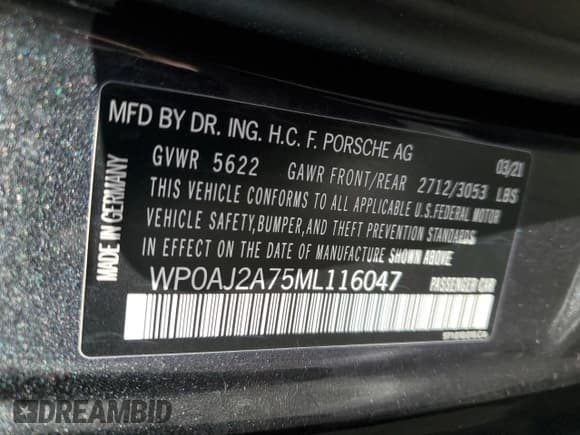 MFD BY DR. ING. H.C. F. PORSCHE AG 03/21
GVWR 5622 GAWR FRONT/REAR 2712/3053 LBS
THIS VEHICLE CONFORMS TO ALL APPLICABLE U.S.FEDERAL MOTOR
VEHICLE SAFETY,BUMPER,AND THEFT PREVENTION STANDARDS
IN EFFECT ON THE DATE OF MANUFACTURE SHOWN ABOVE
WP0AJ2A75ML116047 PASSENGER CAR
MADE IN GERMANY
DREAMBID